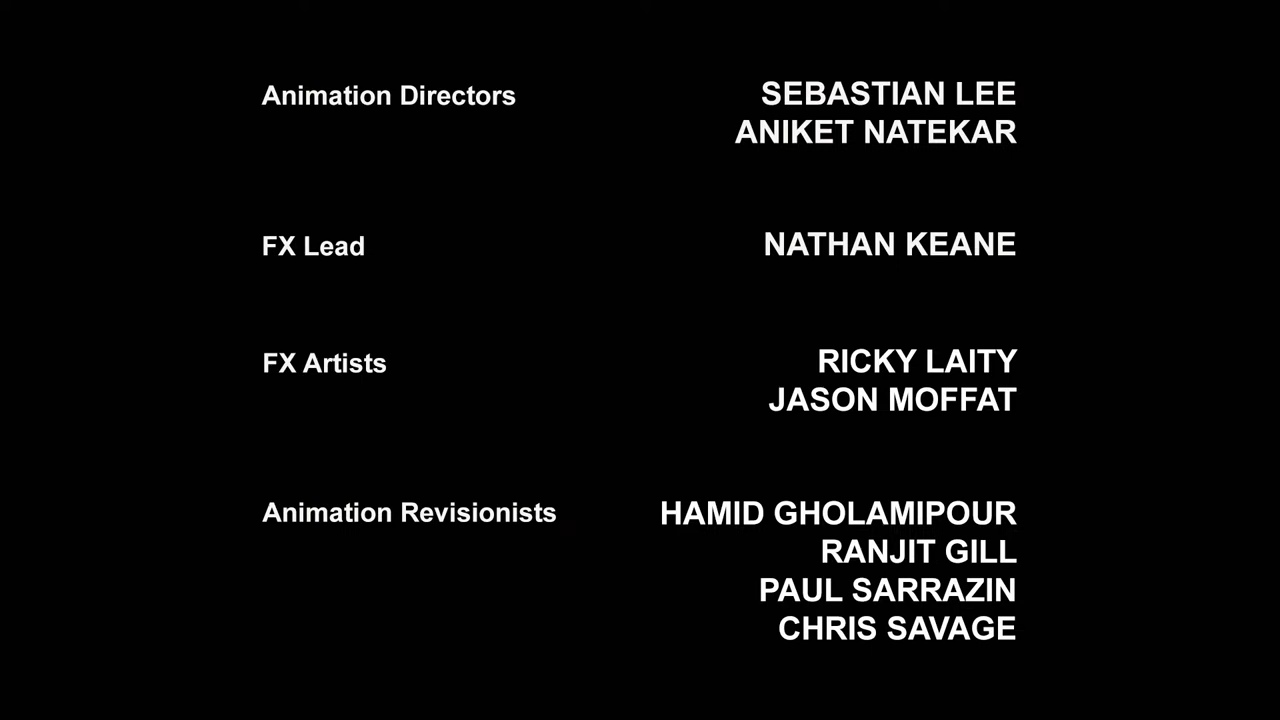 Animation Directors SEBASTIAN LEE
ANIKET NATEKAR
FX Lead NATHAN KEANE
FX Artists RICKY LAITY
JASON MOFFAT
Animation Revisionists HAMID GHOLAMIPOUR
RANJIT GILL
PAUL SARRAZIN
CHRIS SAVAGE